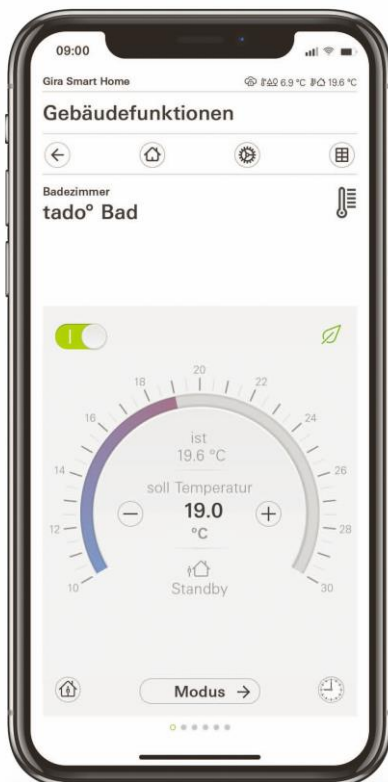 09:00
Gira Smart Home 6.9 °C 19.6 °C
Gebäudefunktionen
Badezimmer
tado° Bad
20
18 22
16 24
14 26
12 28
10 30
ist
19.6 °C
soll Temperatur
19.0
°C
Standby
Modus